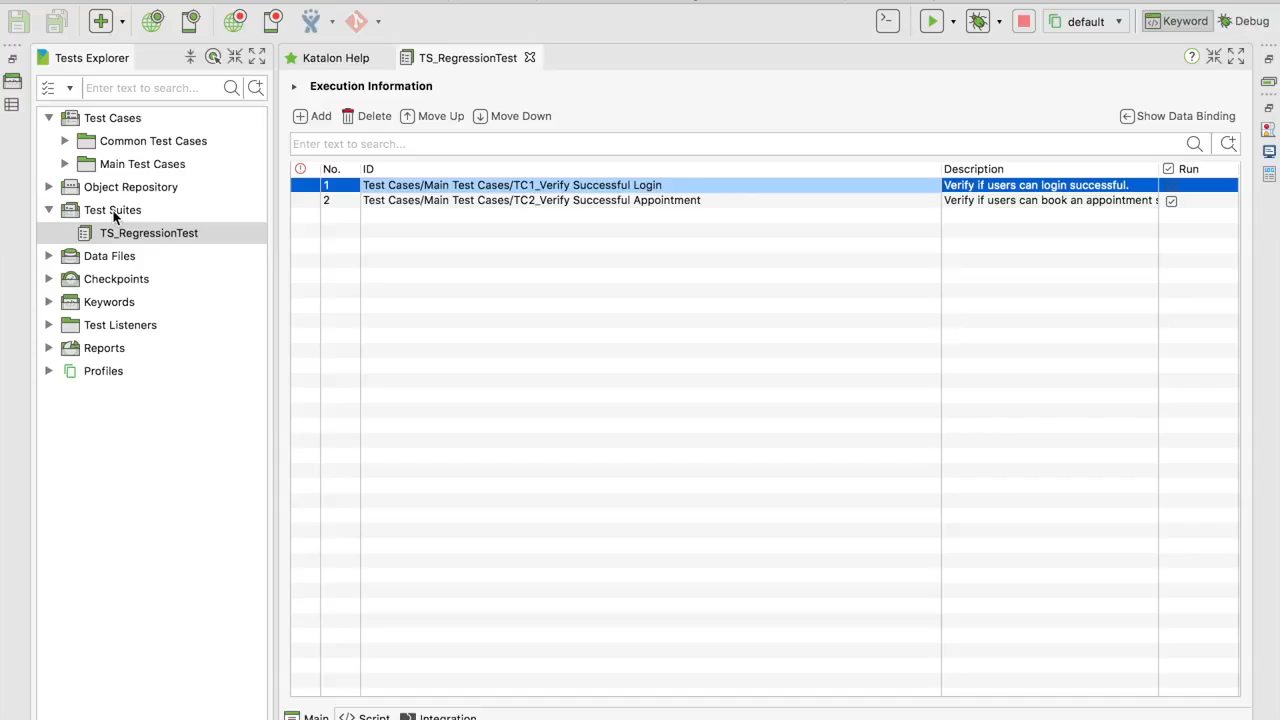 default
Keyword
Debug
Tests Explorer
Katalon Help
TS_RegressionTest
Enter text to search...
Execution Information
Add
Delete
Move Up
Move Down
Show Data Binding
Enter text to search...
Test Cases
Common Test Cases
Main Test Cases
Object Repository
Test Suites
TS_RegressionTest
Data Files
Checkpoints
Keywords
Test Listeners
Reports
Profiles
No. ID Description Run
1 Test Cases/Main Test Cases/TC1_Verify Successful Login Verify if users can login successful.
2 Test Cases/Main Test Cases/TC2_Verify Successful Appointment Verify if users can book an appointment s
Main
Script
Integration